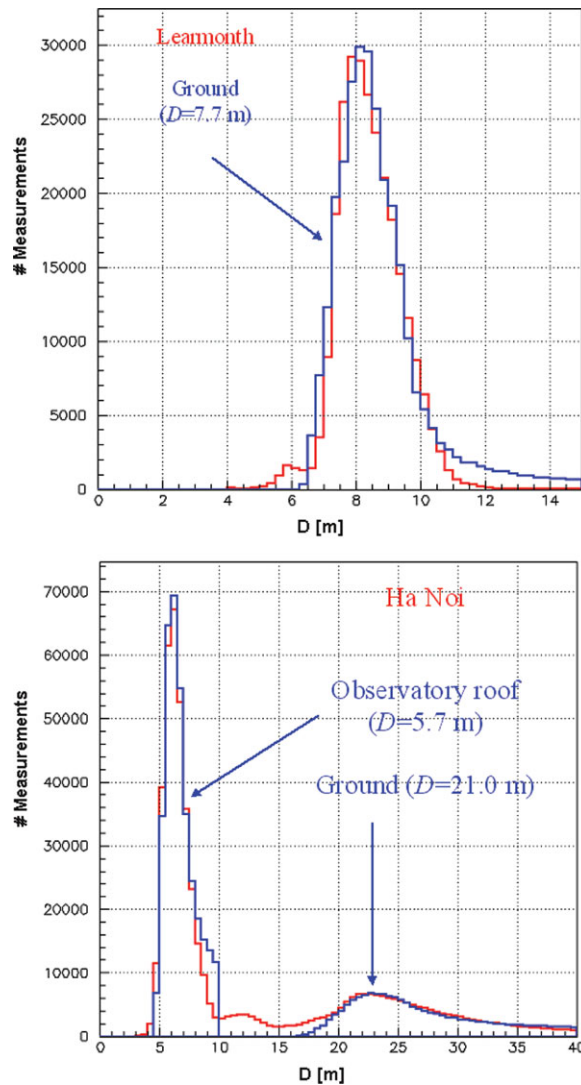 30000
25000
20000
15000
10000
5000
0
# Measurements
Learmonth
Ground
(D=7.7 m)
0 2 4 6 8 10 12 14
D [m]
70000
60000
50000
40000
30000
20000
10000
0
# Measurements
Ha Noi
Observatory roof
(D=5.7 m)
Ground (D=21.0 m)
0 5 10 15 20 25 30 35 40
D [m]